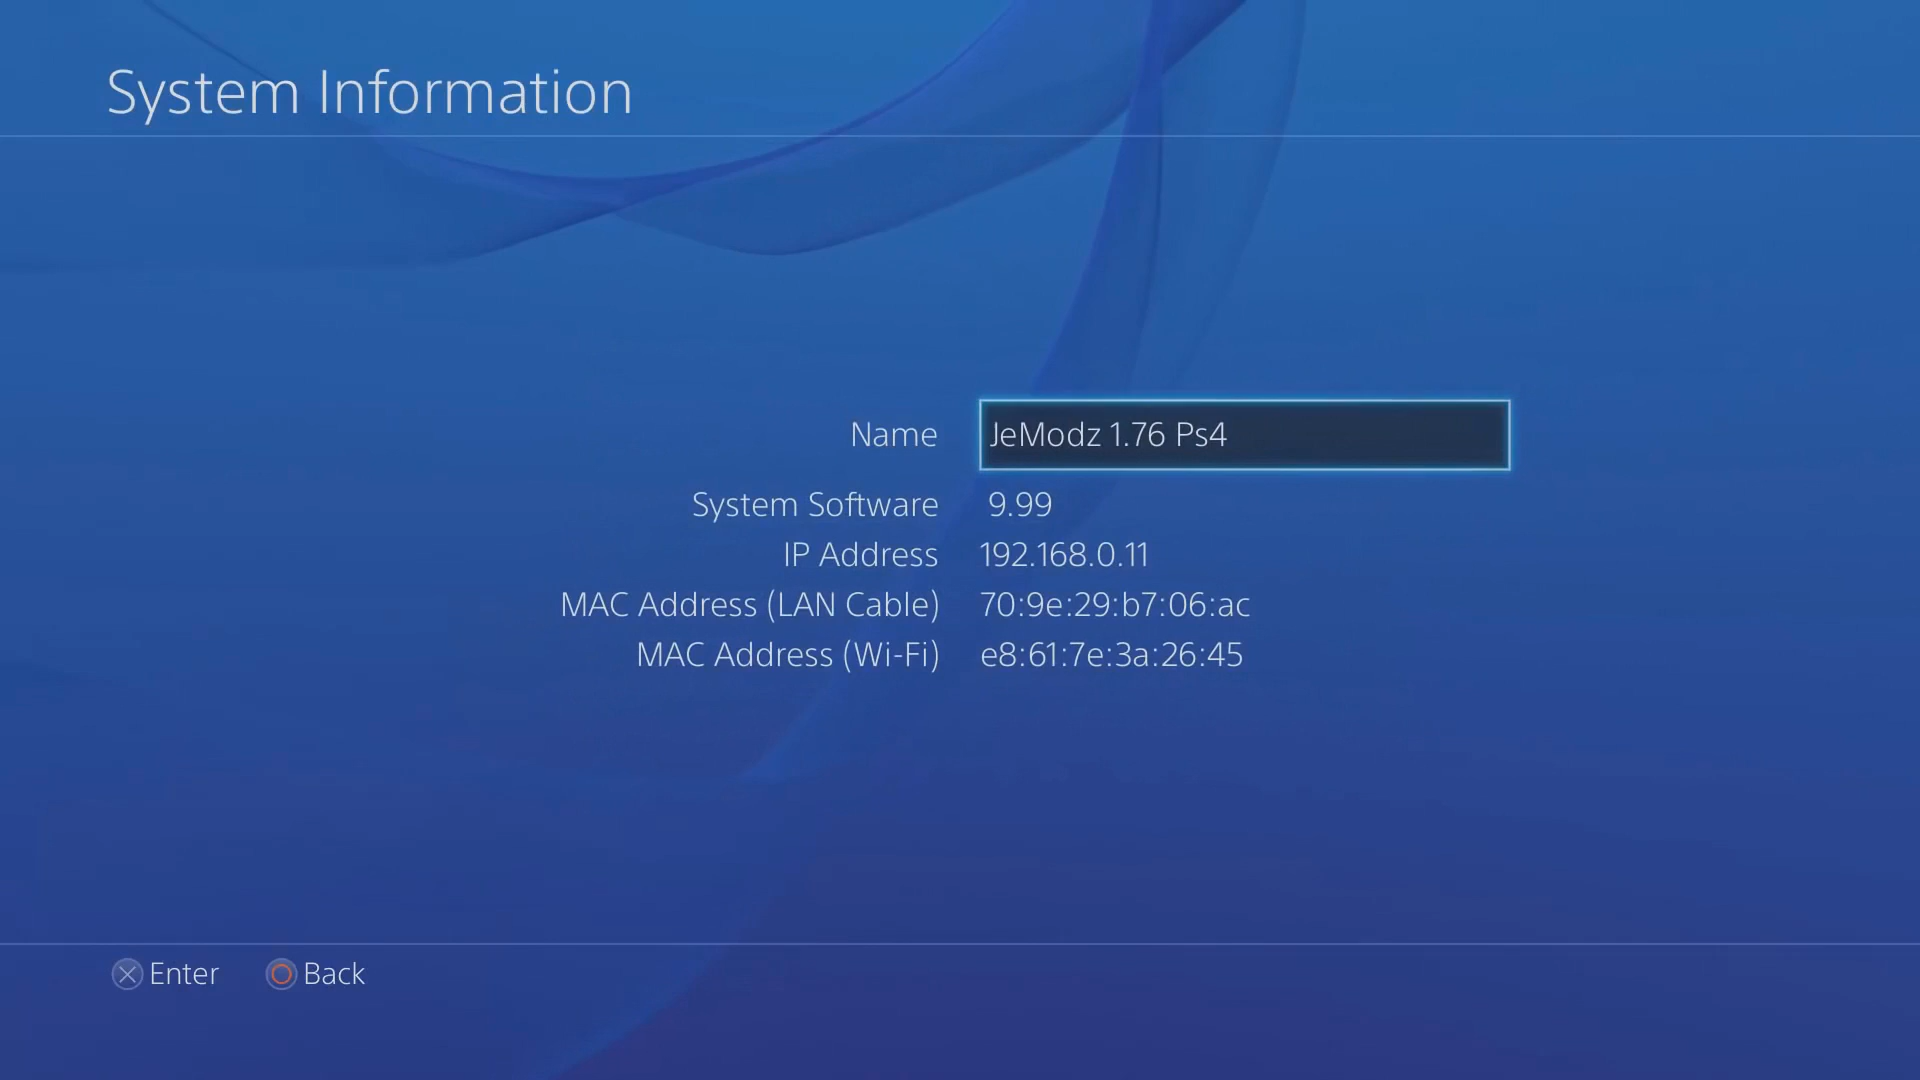 System Information
Name JeModz 1.76 Ps4
System Software 9.99
IP Address 192.168.0.11
MAC Address (LAN Cable) 70:9e:29:b7:06:ac
MAC Address (Wi-Fi) e8:61:7e:3a:26:45
Enter Back